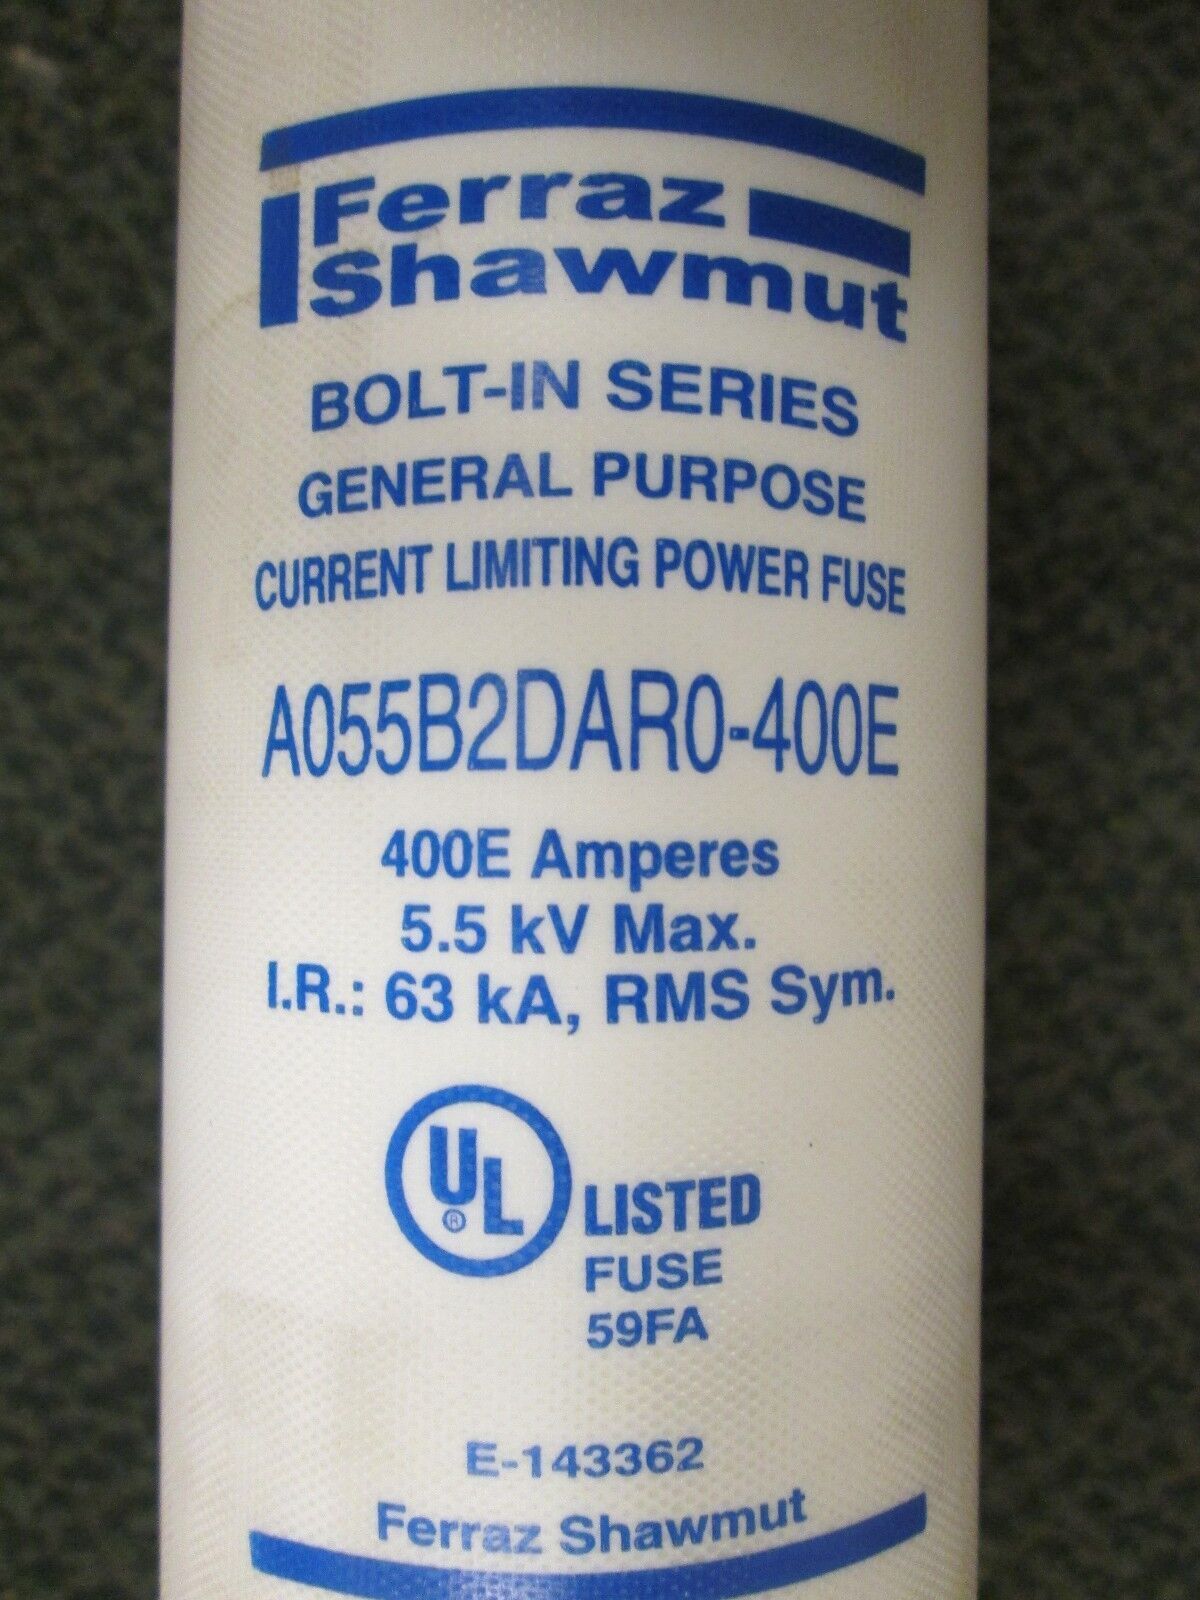 Ferraz
Shawmut
BOLT-IN SERIES
GENERAL PURPOSE
CURRENT LIMITING POWER FUSE
A055B2DAR0-400E
400E Amperes
5.5 kV Max.
I.R.: 63 kA, RMS Sym.
UL ® LISTED
FUSE
59FA
E-143362
Ferraz Shawmut